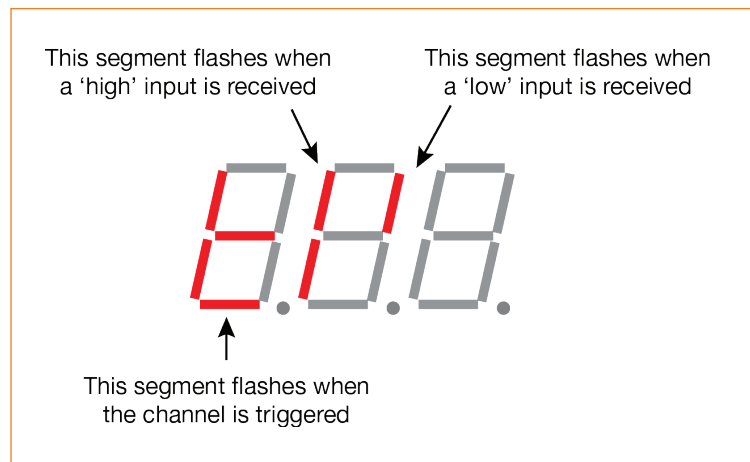 This segment flashes when
a ‘high’ input is received
This segment flashes when
a ‘low’ input is received
This segment flashes when
the channel is triggered